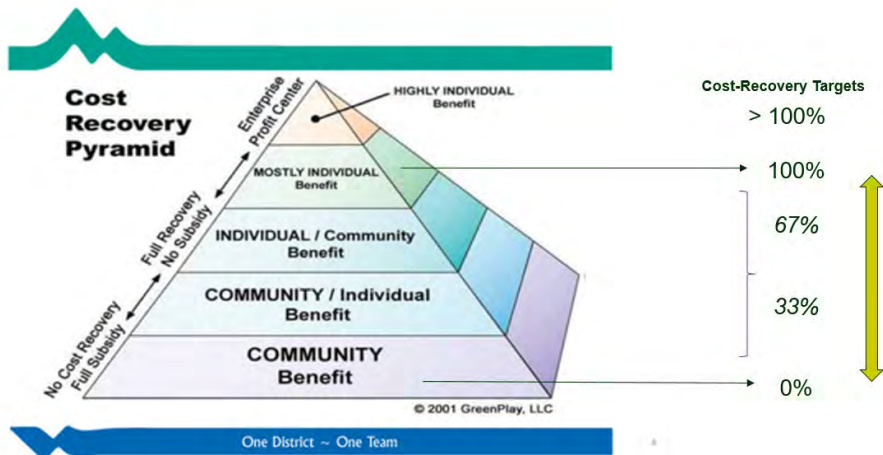 Cost
Recovery
Pyramid
Enterprise
Profit Center
Full Recovery
No Subsidy
No Cost Recovery
Full Subsidy
HIGHLY INDIVIDUAL
Benefit
MOSTLY INDIVIDUAL
Benefit
INDIVIDUAL / Community
Benefit
COMMUNITY / Individual
Benefit
COMMUNITY
Benefit
© 2001 GreenPlay, LLC
Cost-Recovery Targets
> 100%
100%
67%
33%
0%
One District ~ One Team